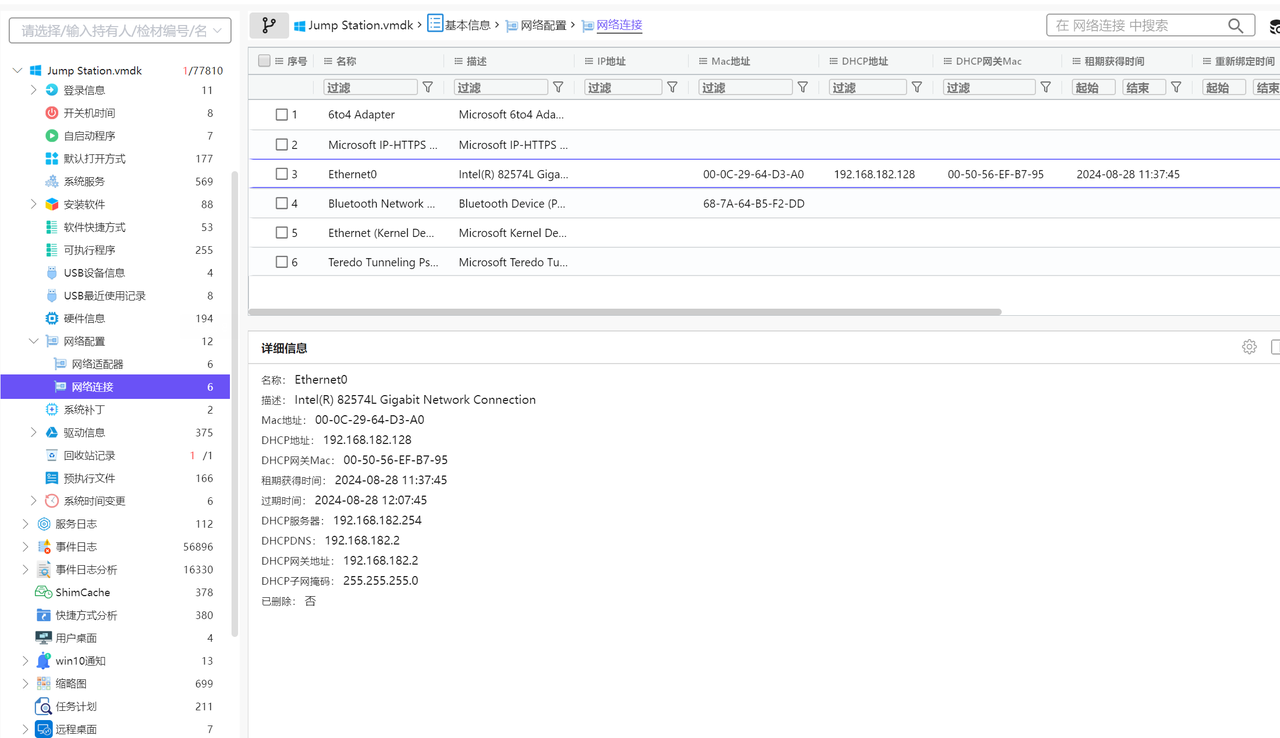 请选择/输入持有人/检材编号/名
Jump Station.vmdk 1/77810
登录信息 11
开关机时间 8
自启动程序 7
默认打开方式 177
系统服务 569
安装软件 88
软件快捷方式 53
可执行程序 255
USB设备信息 4
USB最近使用记录 8
硬件信息 194
网络配置 12
网络适配器 6
网络连接 6
系统补丁 2
驱动信息 375
回收站记录 1 /1
预执行文件 166
系统时间变更 6
服务日志 112
事件日志 56896
事件日志分析 16330
ShimCache 378
快捷方式分析 380
用户桌面 4
win10通知 13
缩略图 699
任务计划 211
远程桌面 7
Jump Station.vmdk 基本信息 网络配置 网络连接
在 网络连接 中搜索
序号 名称 描述 IP地址 Mac地址 DHCP地址 DHCP网关Mac 租期获得时间 重新绑定时间
过滤 过滤 过滤 过滤 过滤 过滤 起始 结束 起始 结束
1 6to4 Adapter Microsoft 6to4 Ada...
2 Microsoft IP-HTTPS ... Microsoft IP-HTTPS ...
3 Ethernet0 Intel(R) 82574L Giga... 00-0C-29-64-D3-A0 192.168.182.128 00-50-56-EF-B7-95 2024-08-28 11:37:45
4 Bluetooth Network ... Bluetooth Device (P... 68-7A-64-B5-F2-DD
5 Ethernet (Kernel De... Microsoft Kernel De...
6 Teredo Tunneling Ps... Microsoft Teredo Tu...
详细信息
名称： Ethernet0
描述： Intel(R) 82574L Gigabit Network Connection
Mac地址： 00-0C-29-64-D3-A0
DHCP地址： 192.168.182.128
DHCP网关Mac： 00-50-56-EF-B7-95
租期获得时间： 2024-08-28 11:37:45
过期时间： 2024-08-28 12:07:45
DHCP服务器： 192.168.182.254
DHCPDNS： 192.168.182.2
DHCP网关地址： 192.168.182.2
DHCP子网掩码： 255.255.255.0
已删除： 否